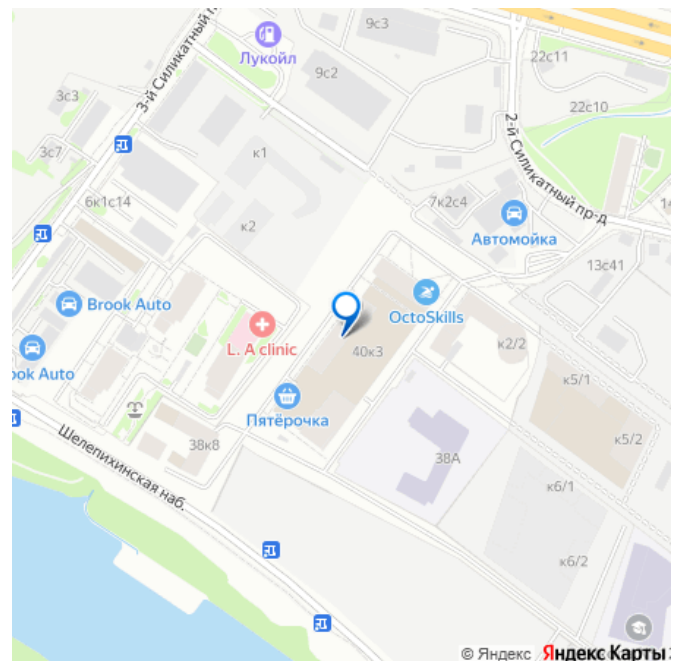 9с3
Лукойл
22с11
9с2
3с3
3-й Силикатный п
22с10
2-й Силикатный пр-д
3с7
к1
6к1с14
7к2с4
14
к2
Автомойка
13с41
Brook Auto
OctoSkills
L. A clinic
40к3
к2/2
ook Auto
к5/1
Пятёрочка
Шелепихинская наб.
38к8
38А
к5/2
к6/1
к6/2
© Яндекс Яндекс Карты